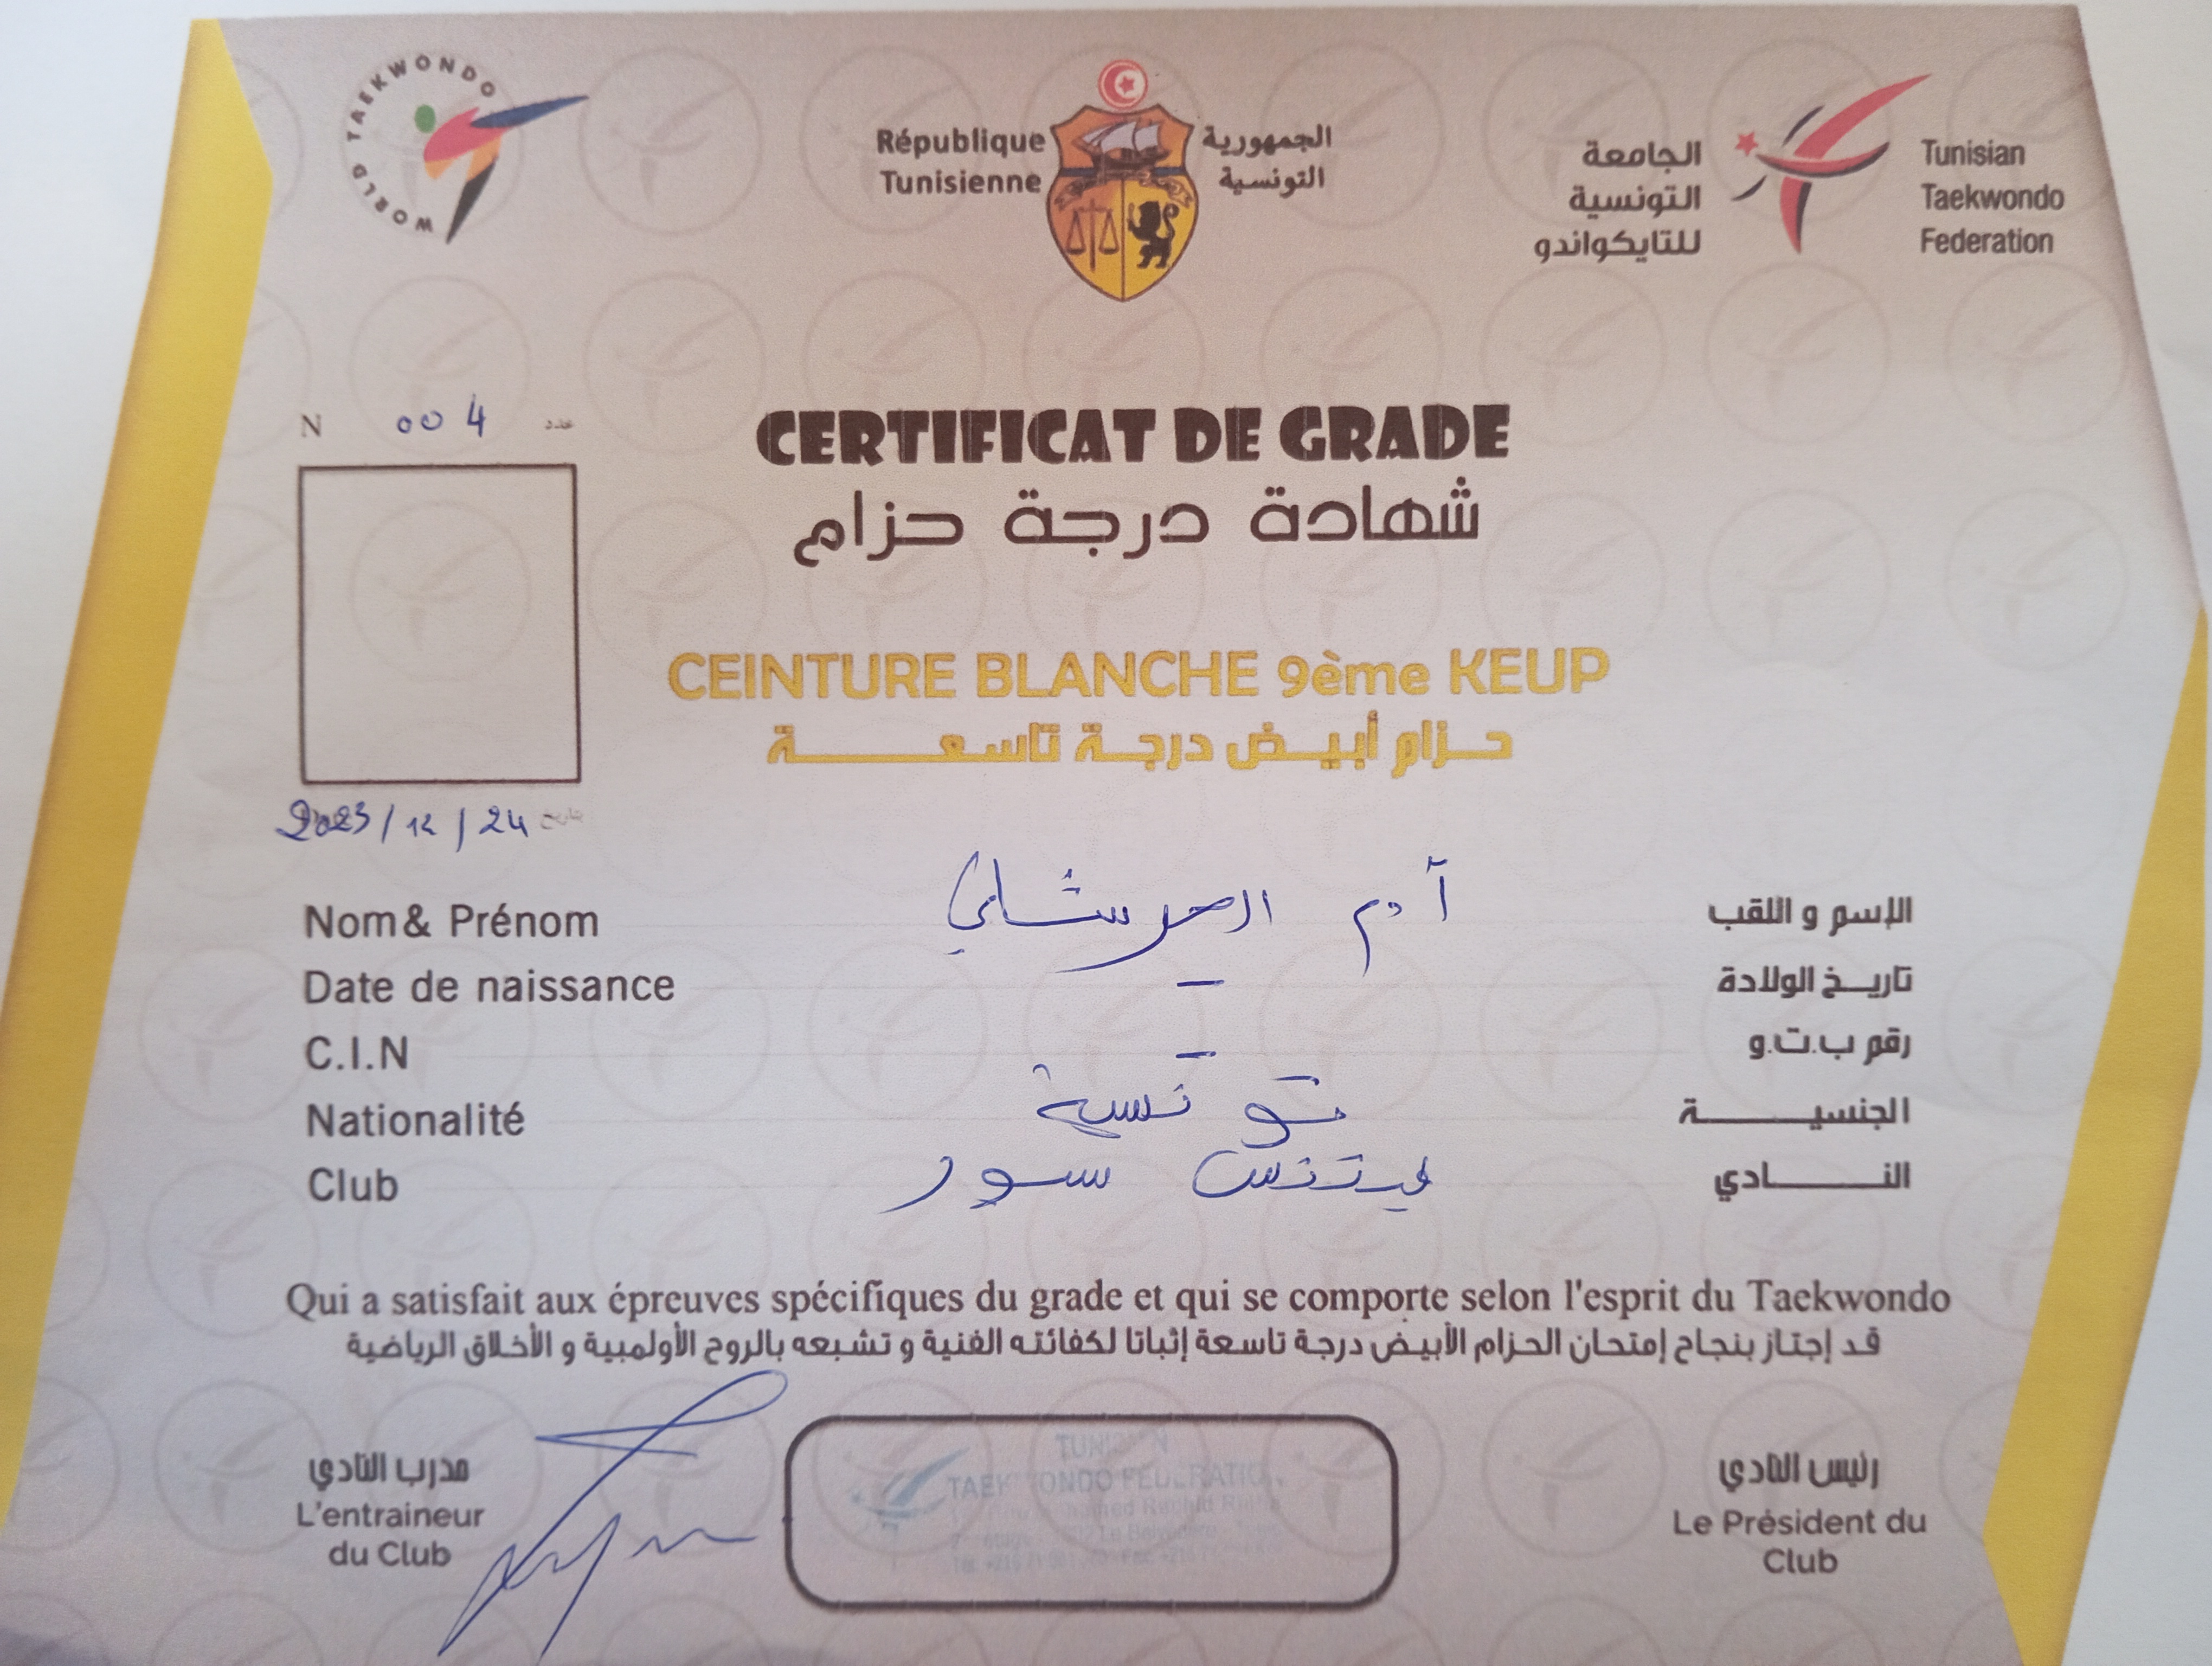 WORLD TAEKWONDO
République
Tunisienne
الجمهورية
التونسية
الجامعة
التونسية
للتايكواندو
Tunisian
Taekwondo
Federation
N 004 عدد
CERTIFICAT DE GRADE
شهادة درجة حزام
CEINTURE BLANCHE 9ème KEUP
حزام أبيض درجة تاسعة
2023/12/24 تاريخ
Nom& Prénom آدم الحرشاني الإسم و اللقب
Date de naissance - تاريخ الولادة
C.I.N - رقم ب.ت.و
Nationalité تونسية الجنسية
Club فيتنس سور النادي
Qui a satisfait aux épreuves spécifiques du grade et qui se comporte selon l'esprit du Taekwondo
قد إجتاز بنجاح إمتحان الحزام الأبيض درجة تاسعة إثباتا لكفائته الفنية و تشبعه بالروح الأولمبية و الأخلاق الرياضية
مدرب النادي
L'entraineur
du Club
TAEKWONDO FEDERATION
رئيس النادي
Le Président du
Club